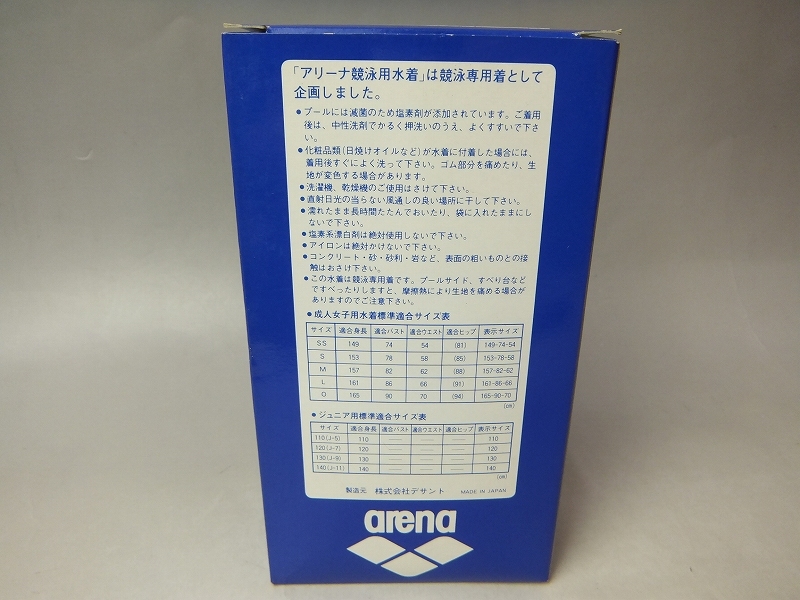 「アリーナ競泳用水着」は競泳専用着として
企画しました。
●プールには滅菌のため塩素剤が添加されています。ご着用
後は、中性洗剤でかるく押洗いのうえ、よくすすいで下さ
い。
●化粧品類(日焼けオイルなど)が水着に付着した場合には、
着用後すぐによく洗って下さい。ゴム部分を痛めたり、生
地が変色する場合があります。
●洗濯機、乾燥機のご使用はさけて下さい。
●直射日光の当らない風通しの良い場所に干して下さい。
●濡れたまま長時間たたんでおいたり、袋に入れたままにし
ないで下さい。
●塩素系漂白剤は絶対使用しないで下さい。
●アイロンは絶対かけないで下さい。
●コンクリート・砂・砂利・岩など、表面の粗いものとの接
触はおさけ下さい。
●この水着は競泳専用着です。プールサイド、すべり台など
ですべったりしますと、摩擦熱により生地を痛める場合が
ありますのでご注意下さい。
●成人女子用水着標準適合サイズ表
サイズ 適合身長 適合バスト 適合ウエスト 適合ヒップ 表示サイズ
SS 149 74 54 (81) 149-74-54
S 153 78 58 (85) 153-78-58
M 157 82 62 (88) 157-82-62
L 161 86 66 (91) 161-86-66
O 165 90 70 (94) 165-90-70
(cm)
●ジュニア用標準適合サイズ表
サイズ 適合身長 適合バスト 適合ウエスト 適合ヒップ 表示サイズ
110(J-5) 110 — — — 110
120(J-7) 120 — — — 120
130(J-9) 130 — — — 130
140(J-11) 140 — — — 140
(cm)
製造元 株式会社デサント MADE IN JAPAN
arena